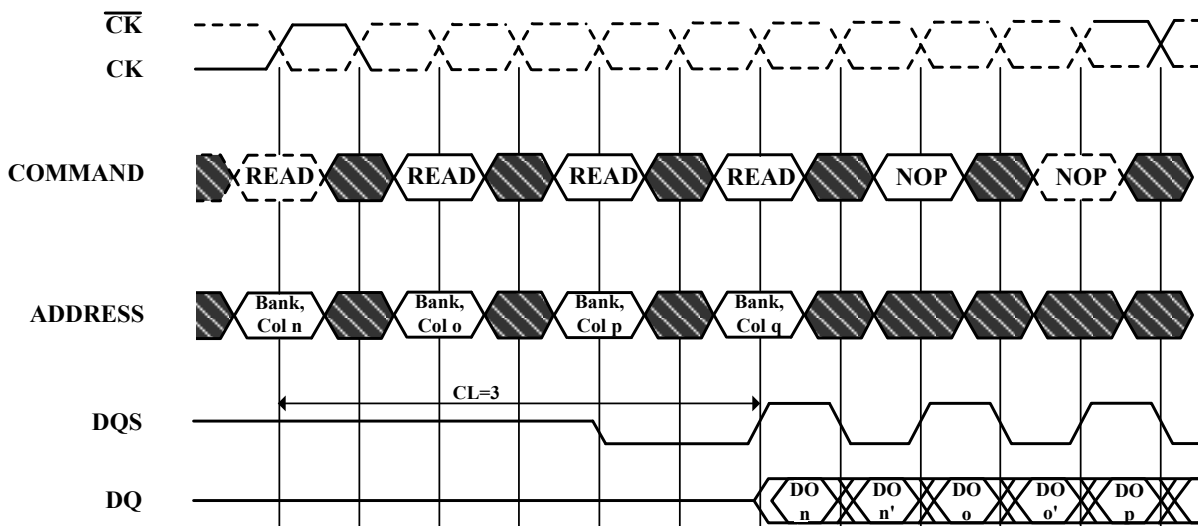 CK
CK
COMMAND READ READ READ READ NOP NOP
ADDRESS Bank, Col n Bank, Col o Bank, Col p Bank, Col q
CL=3
DQS
DQ DO n DO n' DO o DO o' DO p